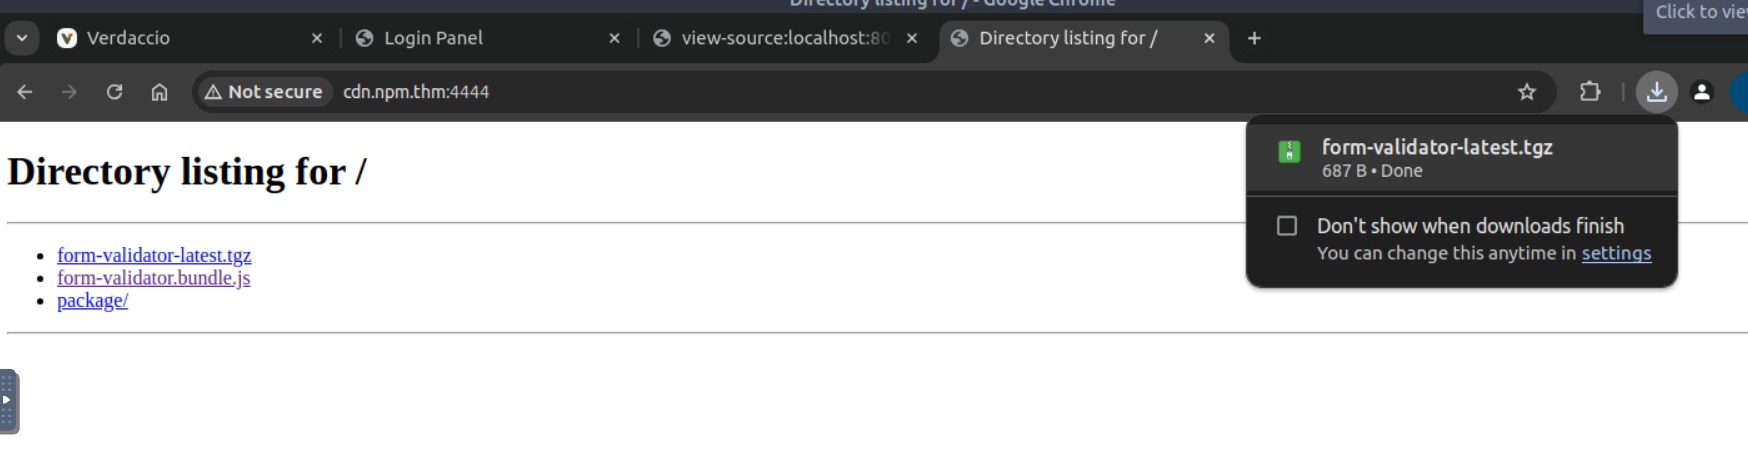 Directory listing for / - Google Chrome
Click to vie
Verdaccio
Login Panel
view-source:localhost:80
Directory listing for /
Not secure
cdn.npm.thm:4444
form-validator-latest.tgz
687 B • Done
Don't show when downloads finish
You can change this anytime in settings
Directory listing for /
• form-validator-latest.tgz
• form-validator.bundle.js
• package/